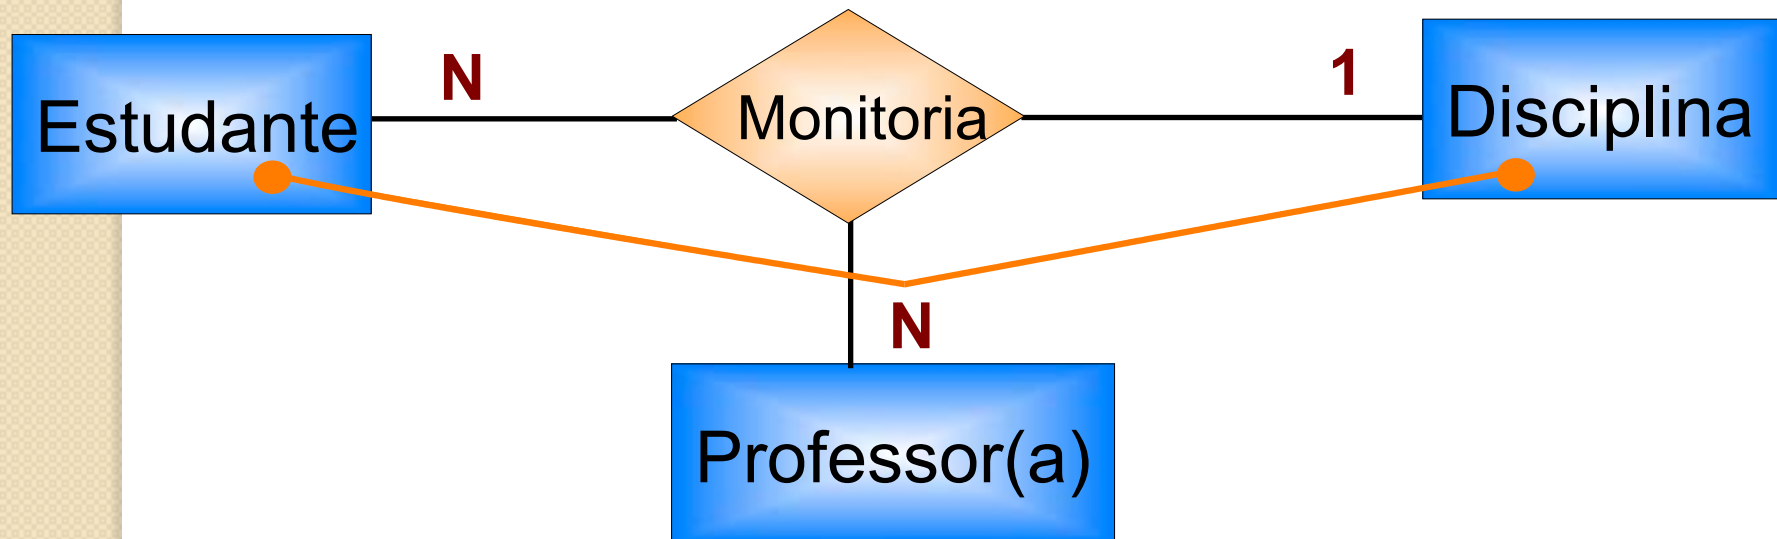 Estudante
N
Monitoria
1
Disciplina
N
Professor(a)